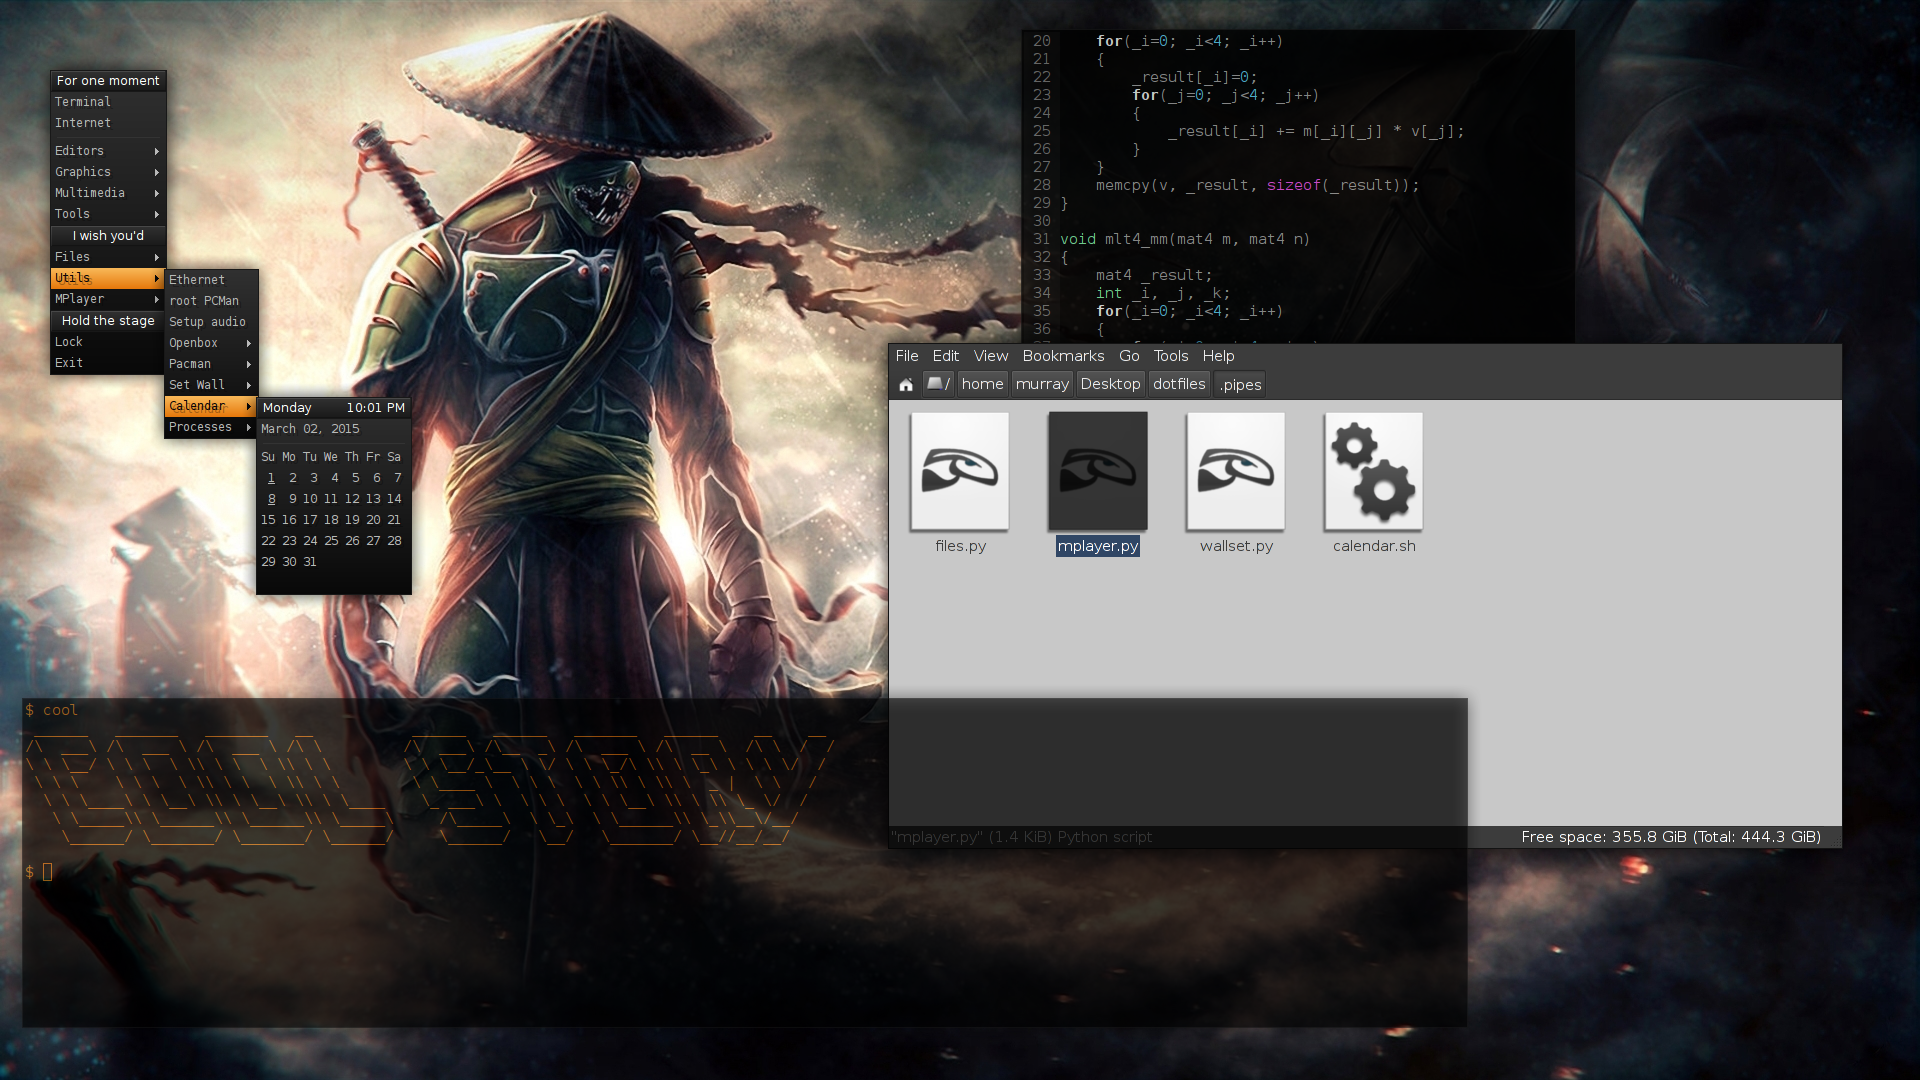 For one moment
Terminal
Internet
Editors
Graphics
Multimedia
Tools
I wish you'd
Files
Utils
MPlayer
Hold the stage
Lock
Exit
Ethernet
root PCMan
Setup audio
Openbox
Pacman
Set Wall
Calendar
Processes
Monday 10:01 PM
March 02, 2015
Su Mo Tu We Th Fr Sa
1 2 3 4 5 6 7
8 9 10 11 12 13 14
15 16 17 18 19 20 21
22 23 24 25 26 27 28
29 30 31
20 for(_i=0; _i<4; _i++)
21 {
22 _result[_i]=0;
23 for(_j=0; _j<4; _j++)
24 {
25 _result[_i] += m[_i][_j] * v[_j];
26 }
27 }
28 memcpy(v, _result, sizeof(_result));
29 }
30
31 void mlt4_mm(mat4 m, mat4 n)
32 {
33 mat4 _result;
34 int _i, _j, _k;
35 for(_i=0; _i<4; _i++)
36 {
File Edit View Bookmarks Go Tools Help
/ home murray Desktop dotfiles .pipes
files.py mplayer.py wallset.py calendar.sh
"mplayer.py" (1.4 KiB) Python script Free space: 355.8 GiB (Total: 444.3 GiB)
$ cool
COOL STORY
$